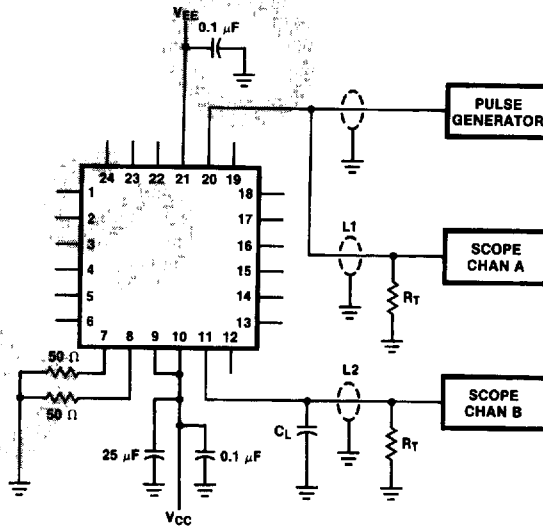 VEE
0.1 μF
PULSE
GENERATOR
24 23 22 21 20 19
1
2
3
4
5
6
18
17
16
15
14
13
7 8 9 10 11 12
L1
SCOPE
CHAN A
RT
50 Ω
50 Ω
L2
SCOPE
CHAN B
CL
RT
25 μF
0.1 μF
VCC